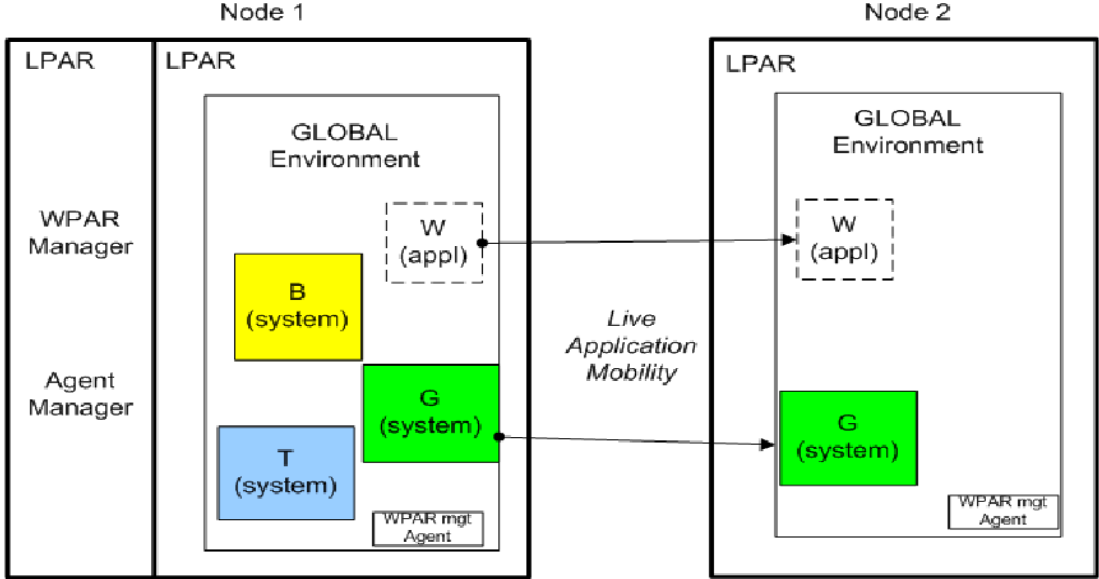 Node 1
Node 2
LPAR
LPAR
LPAR
GLOBAL
Environment
GLOBAL
Environment
WPAR
Manager
W
(appl)
W
(appl)
B
(system)
Live
Application
Mobility
Agent
Manager
G
(system)
G
(system)
T
(system)
WPAR mgt
Agent
WPAR mgt
Agent